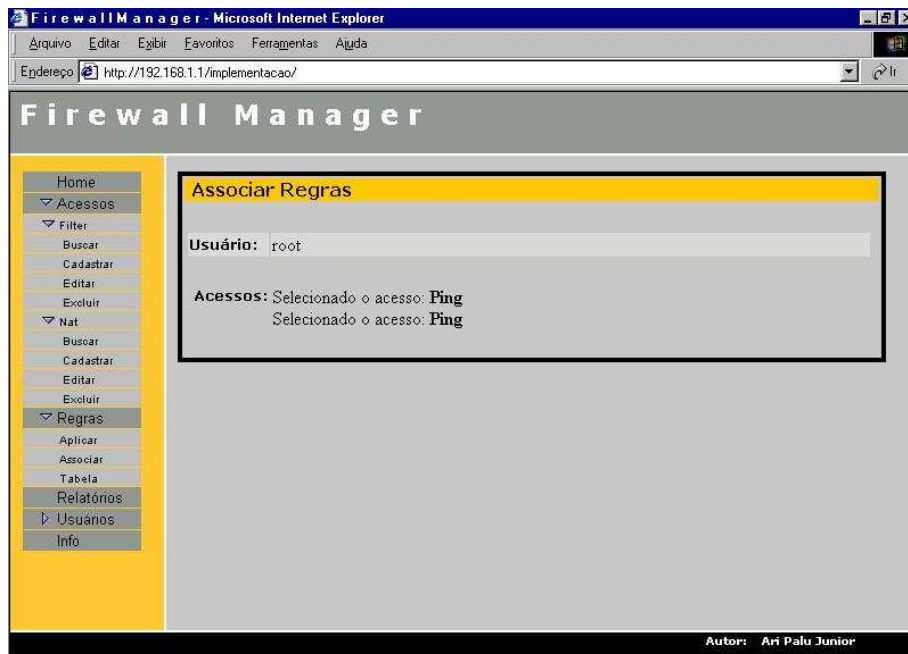 FirewallManager - Microsoft Internet Explorer
Arquivo Editar Exibir Favoritos Ferramentas Ajuda
Endereço http://192.168.1.1/implementacao/ Ir
Firewall Manager
Home
Acessos
Filter
Buscar
Cadastrar
Editar
Excluir
Nat
Buscar
Cadastrar
Editar
Excluir
Regras
Aplicar
Associar
Tabela
Relatórios
Usuários
Info
Associar Regras
Usuário: root
Acessos: Selecionado o acesso: Ping
Selecionado o acesso: Ping
Autor: Ari Palu Junior